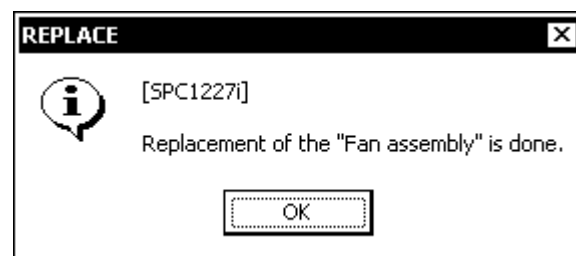 REPLACE
[SPC1227i]
Replacement of the "Fan assembly" is done.
OK